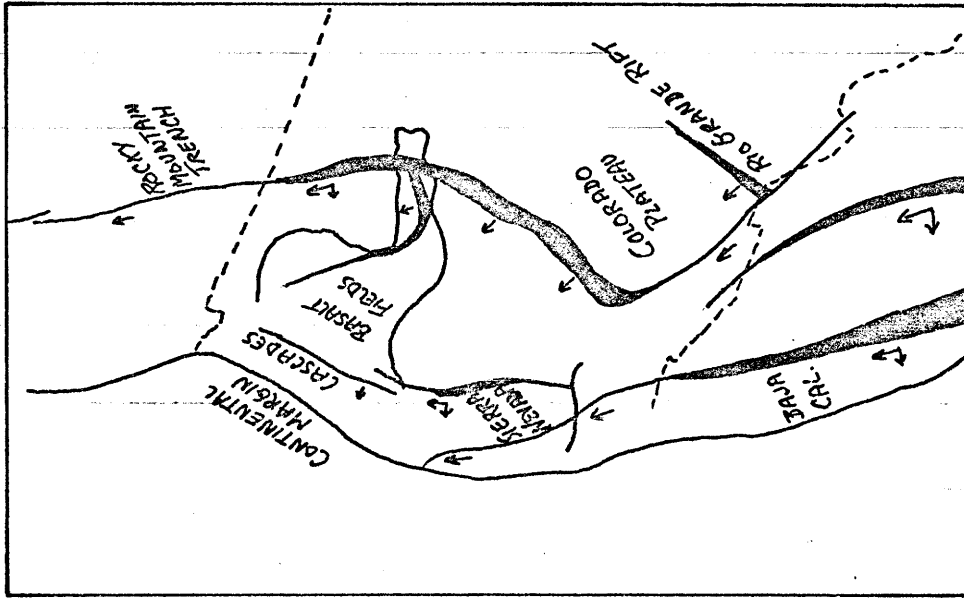 ROCKY
MOUNTAIN
TRENCH
BASALT
FIELDS
CASCADES
CONTINENTAL
MARGIN
SIERRA
NEVADA
COLORADO
PLATEAU
RIO GRANDE RIFT
BAJA
CAL.